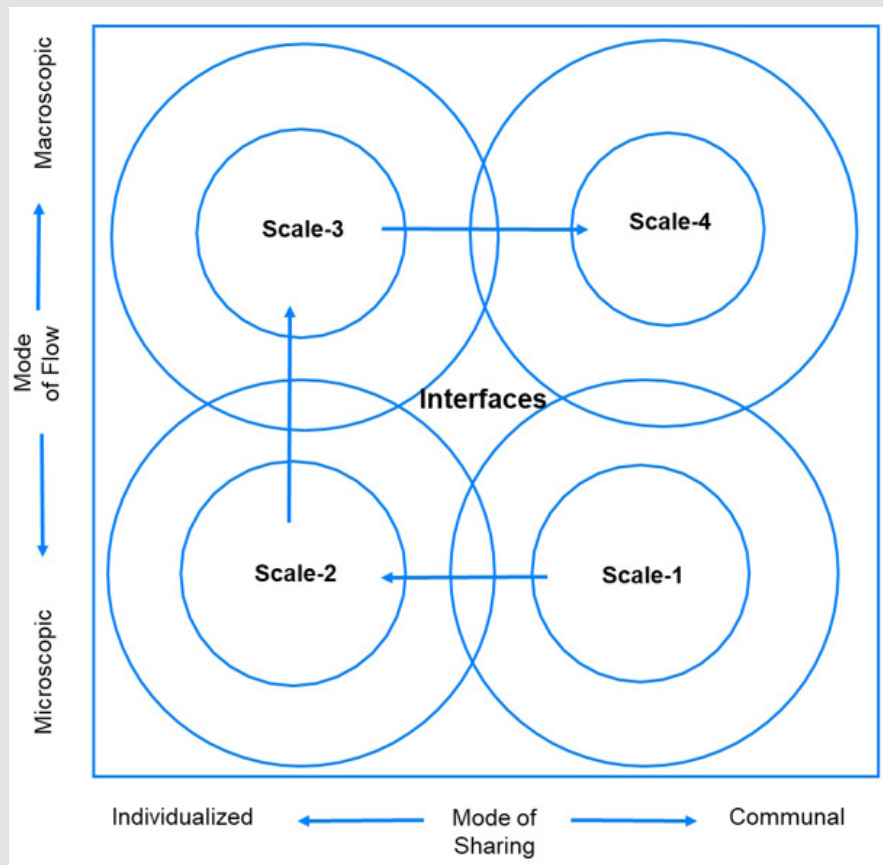 Macroscopic
Mode
of Flow
Microscopic
Scale-3
Scale-4
Interfaces
Scale-2
Scale-1
Individualized
Mode of
Sharing
Communal